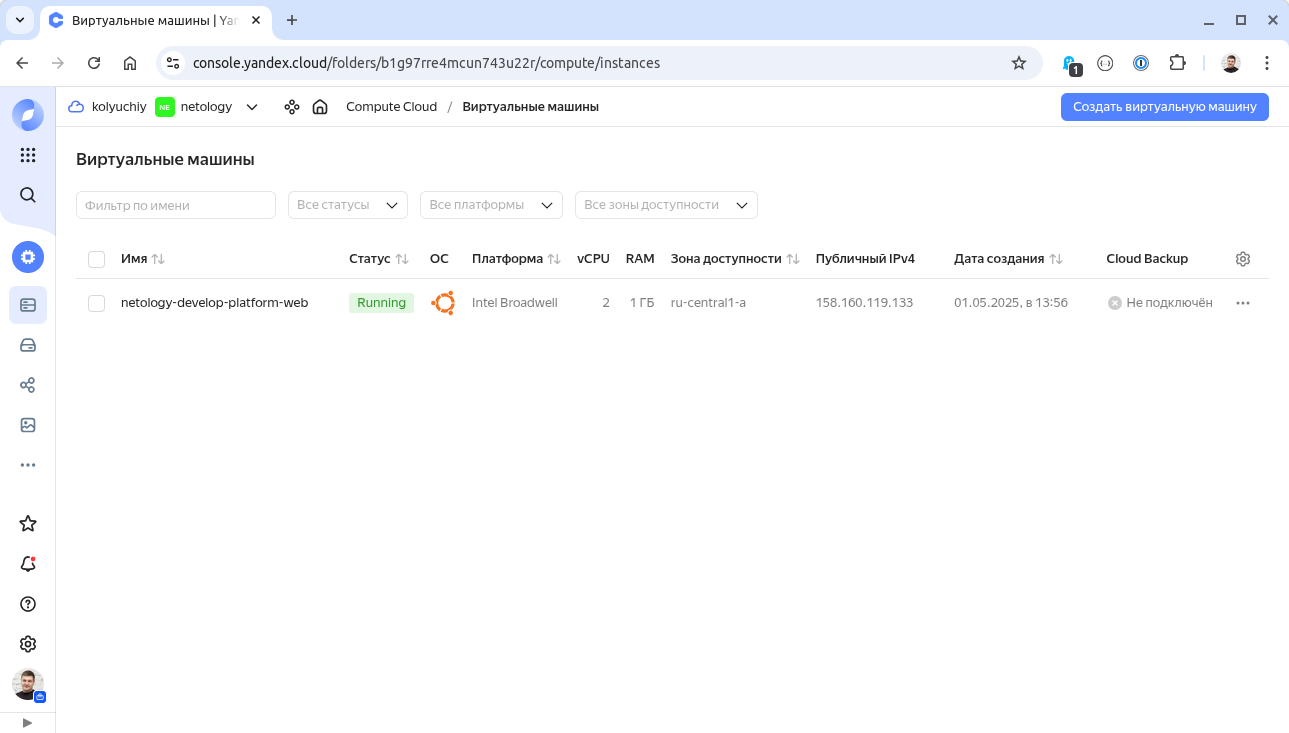 Виртуальные машины | Yan
console.yandex.cloud/folders/b1g97rre4mcun743u22r/compute/instances
1
kolyuchiy NE netology Compute Cloud / Виртуальные машины Создать виртуальную машину
Виртуальные машины
Фильтр по имени Все статусы Все платформы Все зоны доступности
Имя Статус ОС Платформа vCPU RAM Зона доступности Публичный IPv4 Дата создания Cloud Backup
netology-develop-platform-web Running Intel Broadwell 2 1 ГБ ru-central1-a 158.160.119.133 01.05.2025, в 13:56 Не подключён